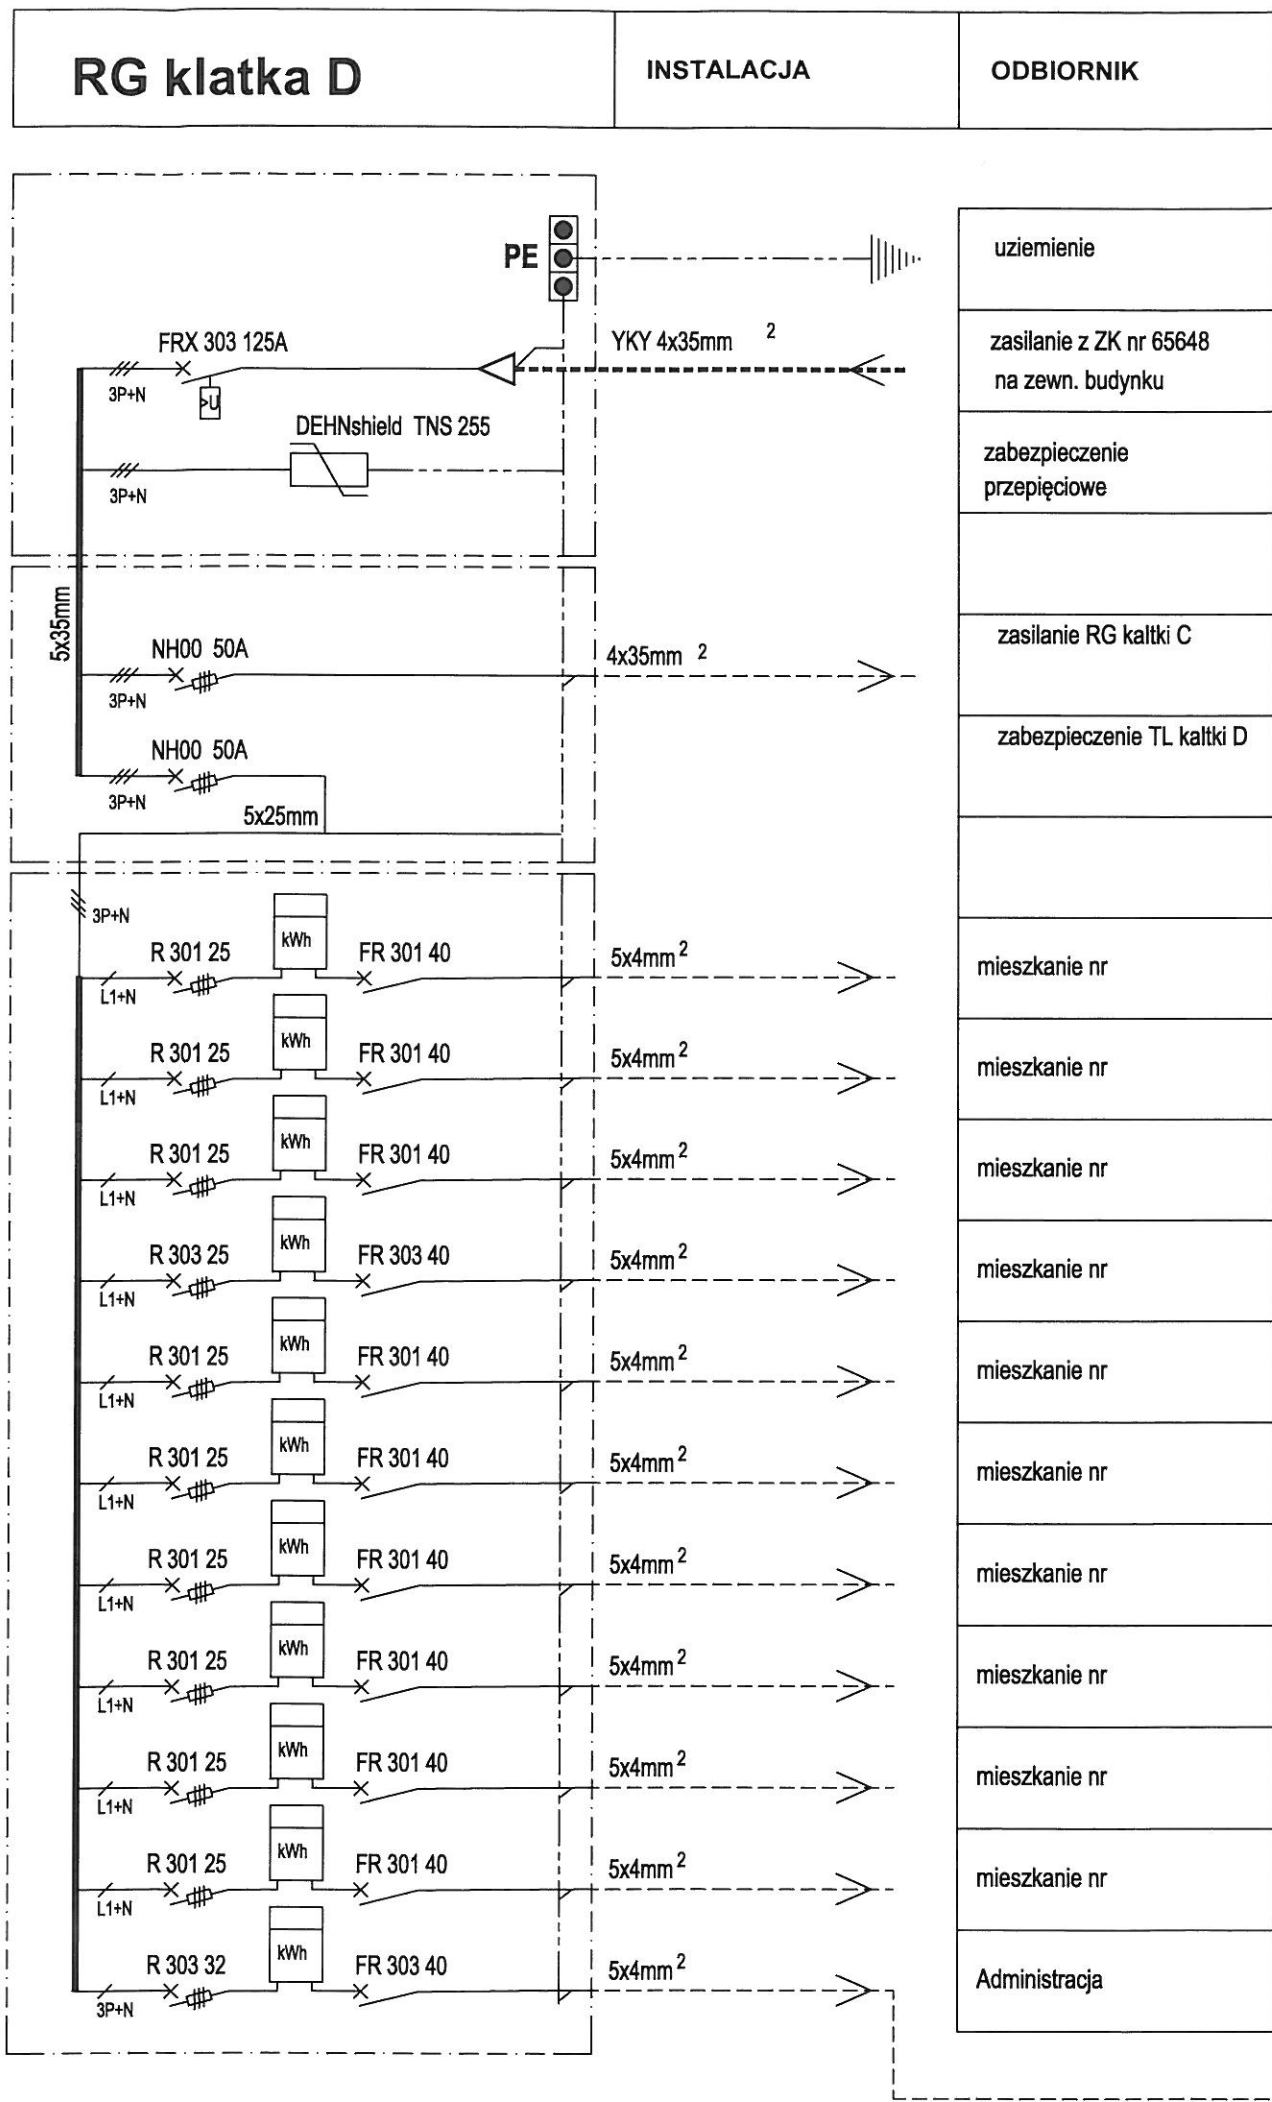 RG klatka D
INSTALACJA
ODBIORNIK
PE
uziemienie
FRX 303 125A
YKY 4x35mm 2
zasilanie z ZK nr 65648
na zewn. budynku
3P+N
>U
DEHNshield TNS 255
zabezpieczenie
przepięciowe
3P+N
5x35mm
NH00 50A
4x35mm 2
zasilanie RG kaltki C
3P+N
NH00 50A
zabezpieczenie TL kaltki D
3P+N
5x25mm
3P+N
R 301 25
kWh
FR 301 40
5x4mm 2
mieszkanie nr
L1+N
R 301 25
kWh
FR 301 40
5x4mm 2
mieszkanie nr
L1+N
R 301 25
kWh
FR 301 40
5x4mm 2
mieszkanie nr
L1+N
R 303 25
kWh
FR 303 40
5x4mm 2
mieszkanie nr
L1+N
R 301 25
kWh
FR 301 40
5x4mm 2
mieszkanie nr
L1+N
R 301 25
kWh
FR 301 40
5x4mm 2
mieszkanie nr
L1+N
R 301 25
kWh
FR 301 40
5x4mm 2
mieszkanie nr
L1+N
R 301 25
kWh
FR 301 40
5x4mm 2
mieszkanie nr
L1+N
R 301 25
kWh
FR 301 40
5x4mm 2
mieszkanie nr
L1+N
R 301 25
kWh
FR 301 40
5x4mm 2
mieszkanie nr
L1+N
R 303 32
kWh
FR 303 40
5x4mm 2
Administracja
3P+N